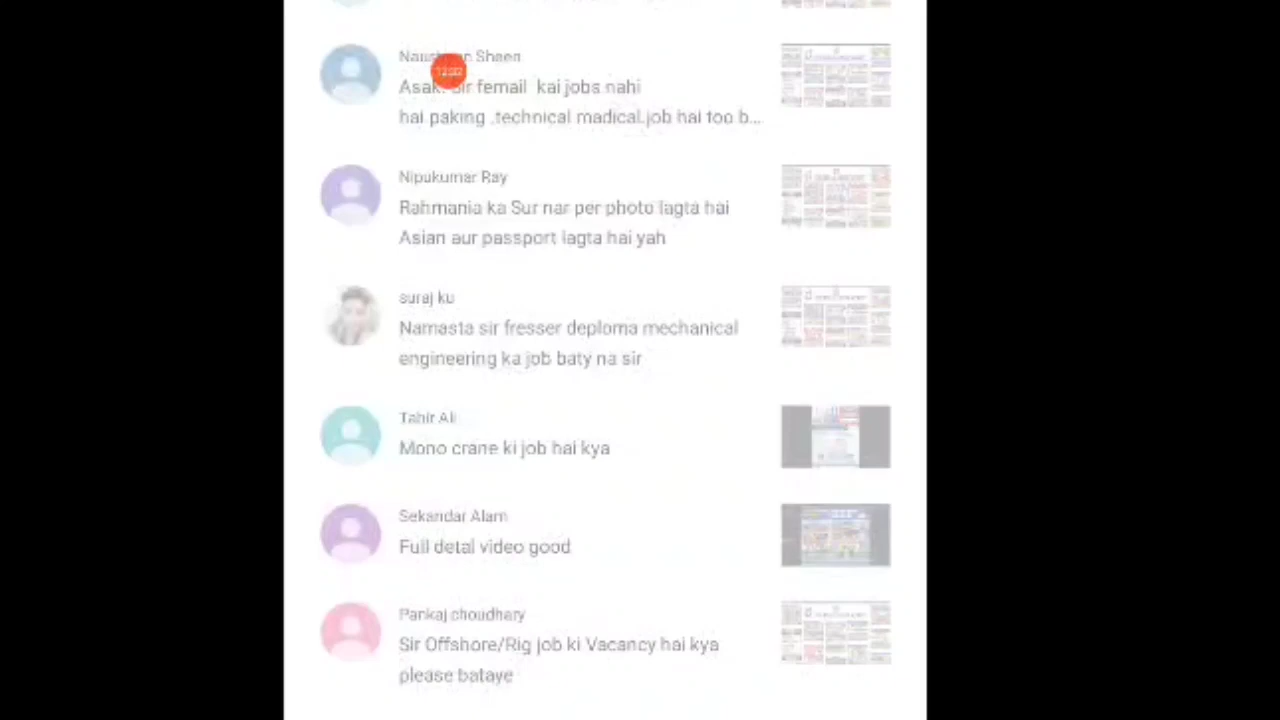 Sheen
sir femail kai jobs nahi
hai paking .technical madical.job hai too b...
Nipukumar Ray
Rahmania ka Sur nar per photo lagta hai
Asian aur passport lagta hai yah
suraj ku
Namasta sir fresser deploma mechanical
engineering ka job baty na sir
Tahir Ali
Mono crane ki job hai kya
Sekandar Alam
Full detal video good
Pankaj choudhary
Sir Offshore/Rig job ki Vacancy hai kya
please bataye